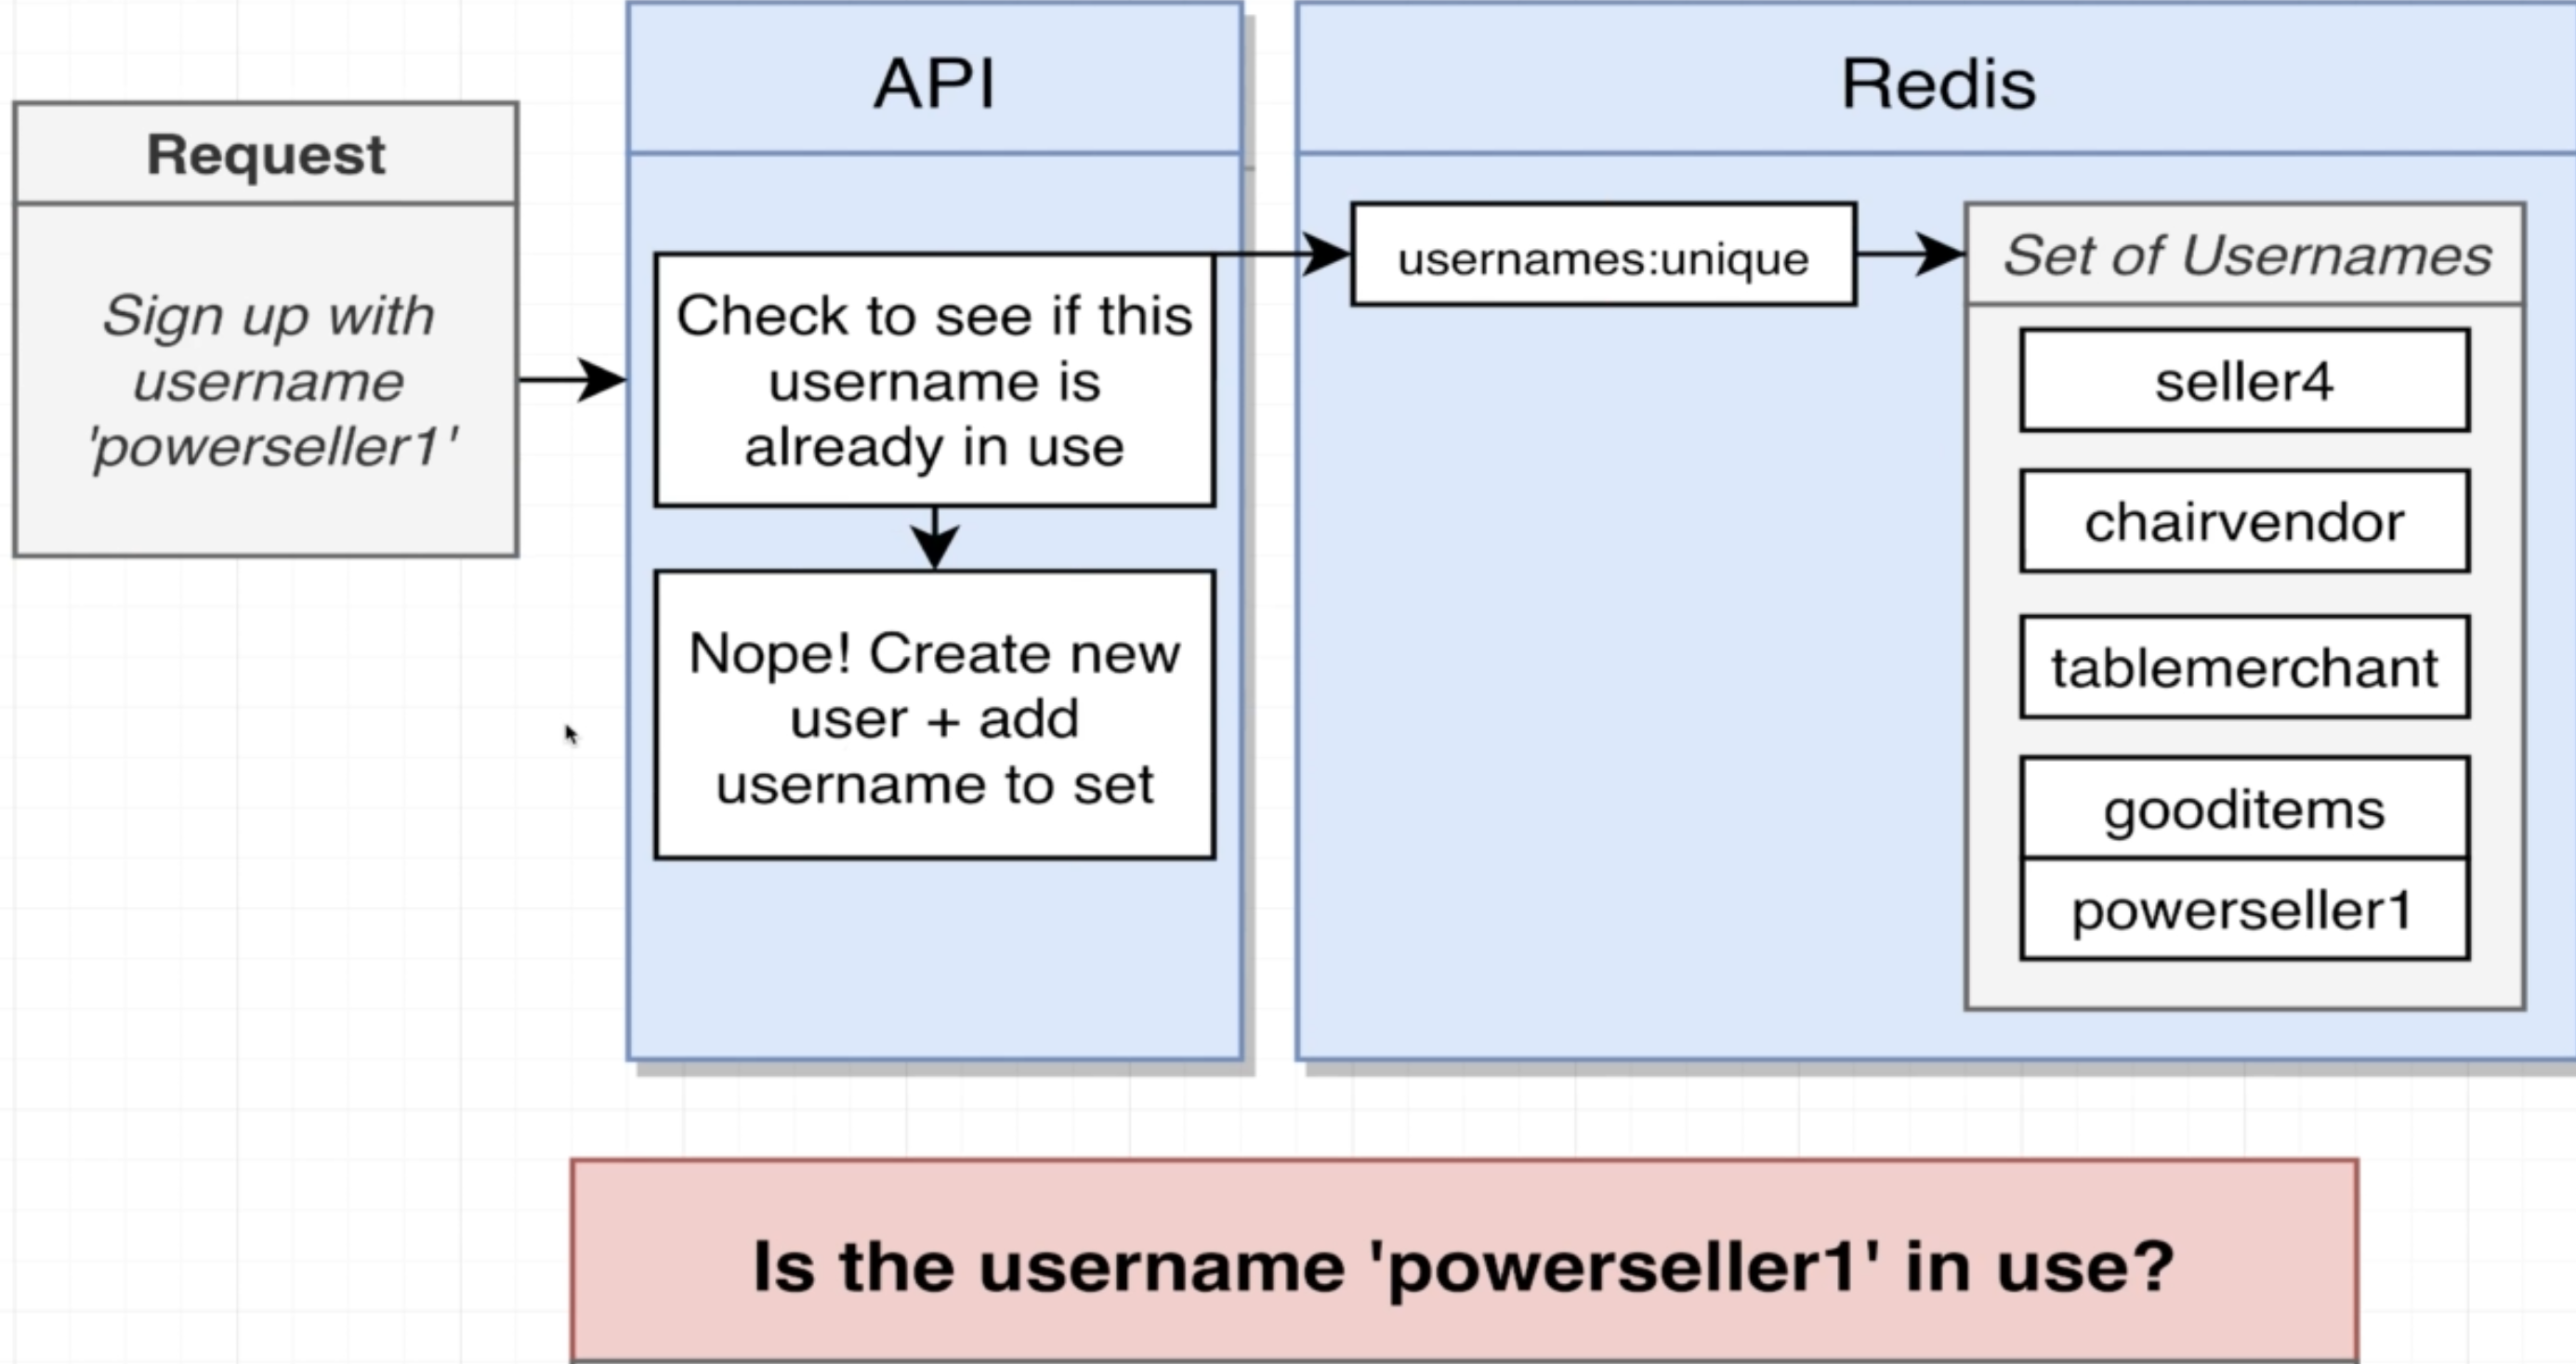 Request
Sign up with
username
'powerseller1'
API
Check to see if this
username is
already in use
Nope! Create new
user + add
username to set
Redis
usernames:unique
Set of Usernames
seller4
chairvendor
tablemerchant
gooditems
powerseller1
Is the username 'powerseller1' in use?